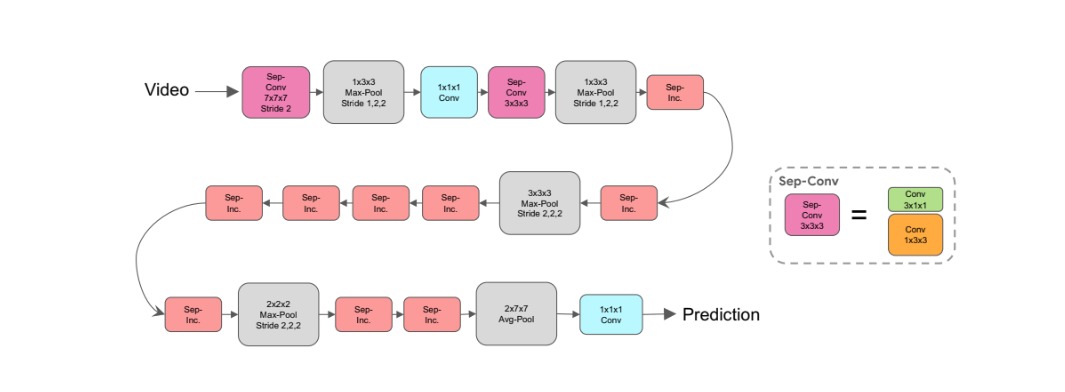 Video
Sep-
Conv
7x7x7
Stride 2
1x3x3
Max-Pool
Stride 1,2,2
1x1x1
Conv
Sep-
Conv
3x3x3
1x3x3
Max-Pool
Stride 1,2,2
Sep-
Inc.
Sep-
Inc.
3x3x3
Max-Pool
Stride 2,2,2
Sep-
Inc.
Sep-
Inc.
Sep-
Inc.
Sep-
Inc.
Sep-
Inc.
2x2x2
Max-Pool
Stride 2,2,2
Sep-
Inc.
Sep-
Inc.
2x7x7
Avg-Pool
1x1x1
Conv
Prediction
Sep-Conv
Sep-
Conv
3x3x3
=
Conv
3x1x1
Conv
1x3x3